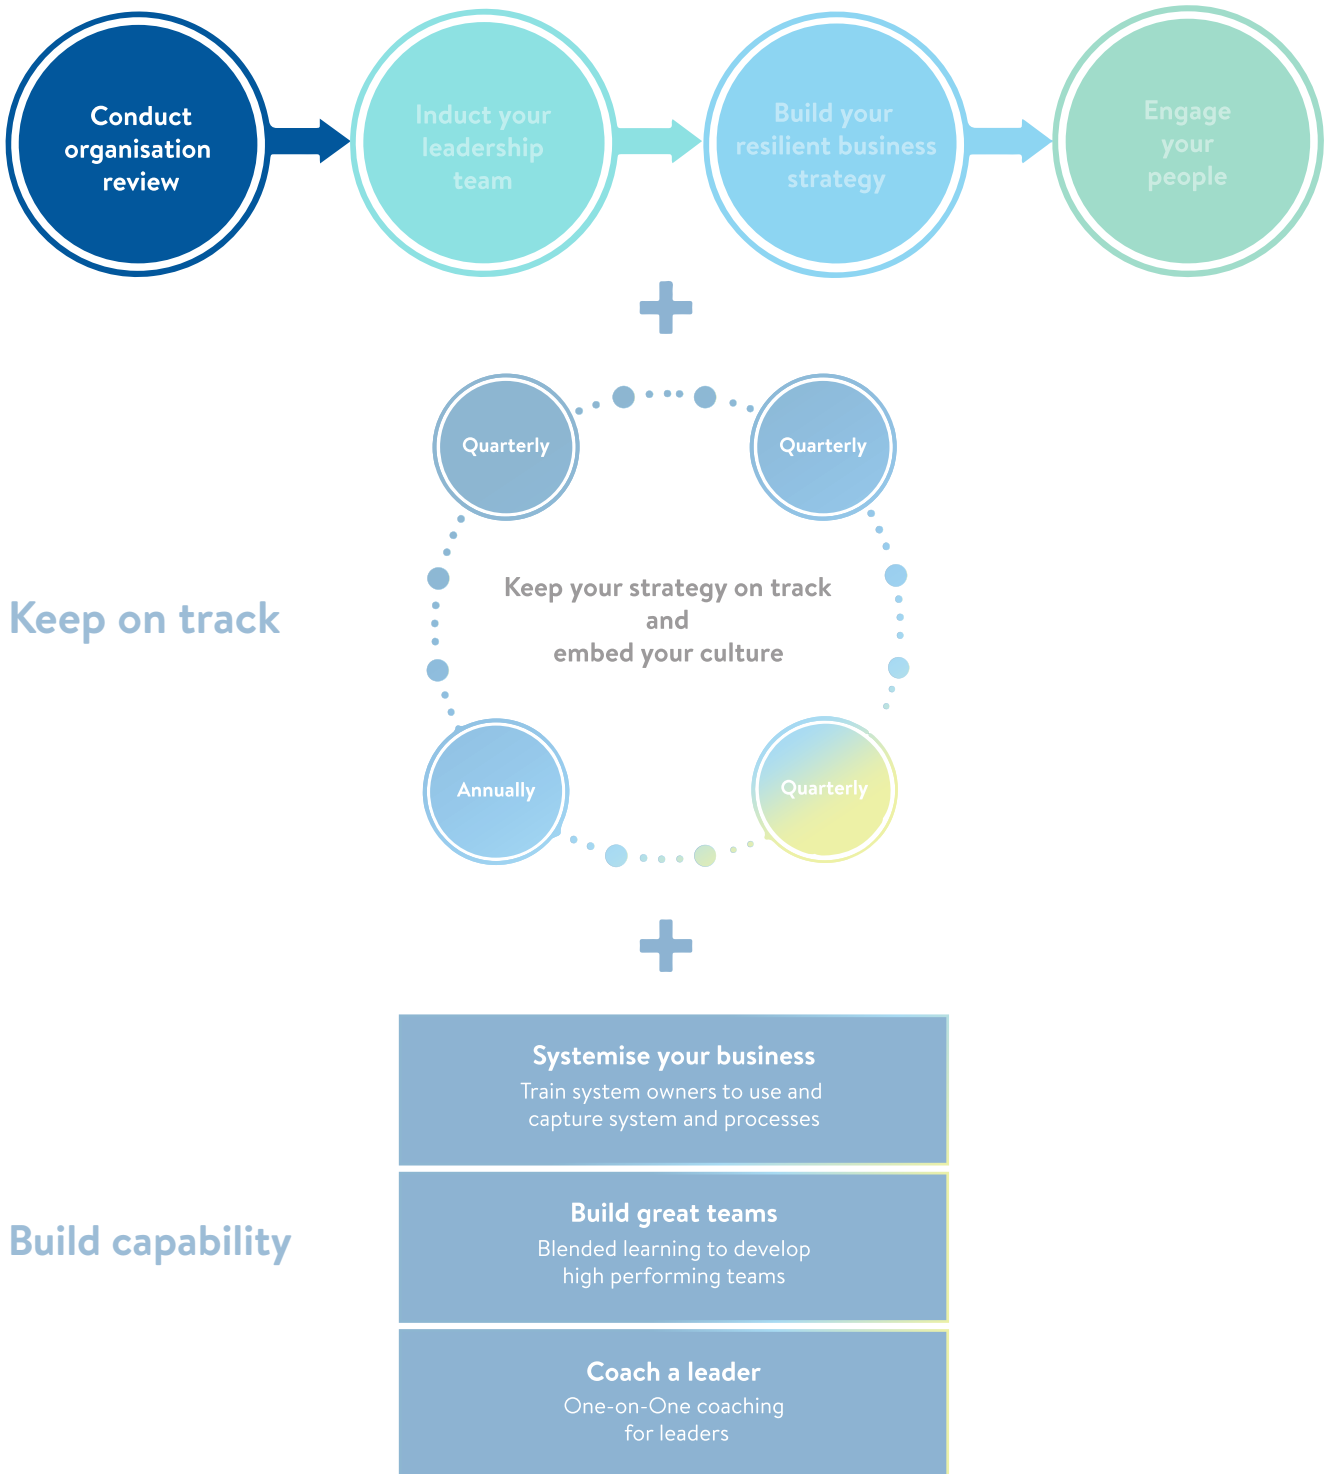 Conduct
organisation
review
Induct your
leadership
team
Build your
resilient business
strategy
Engage
your
people
Quarterly
Quarterly
Keep on track
Keep your strategy on track
and
embed your culture
Annually
Quarterly
Build capability
Systemise your business
Train system owners to use and
capture system and processes
Build great teams
Blended learning to develop
high performing teams
Coach a leader
One-on-One coaching
for leaders